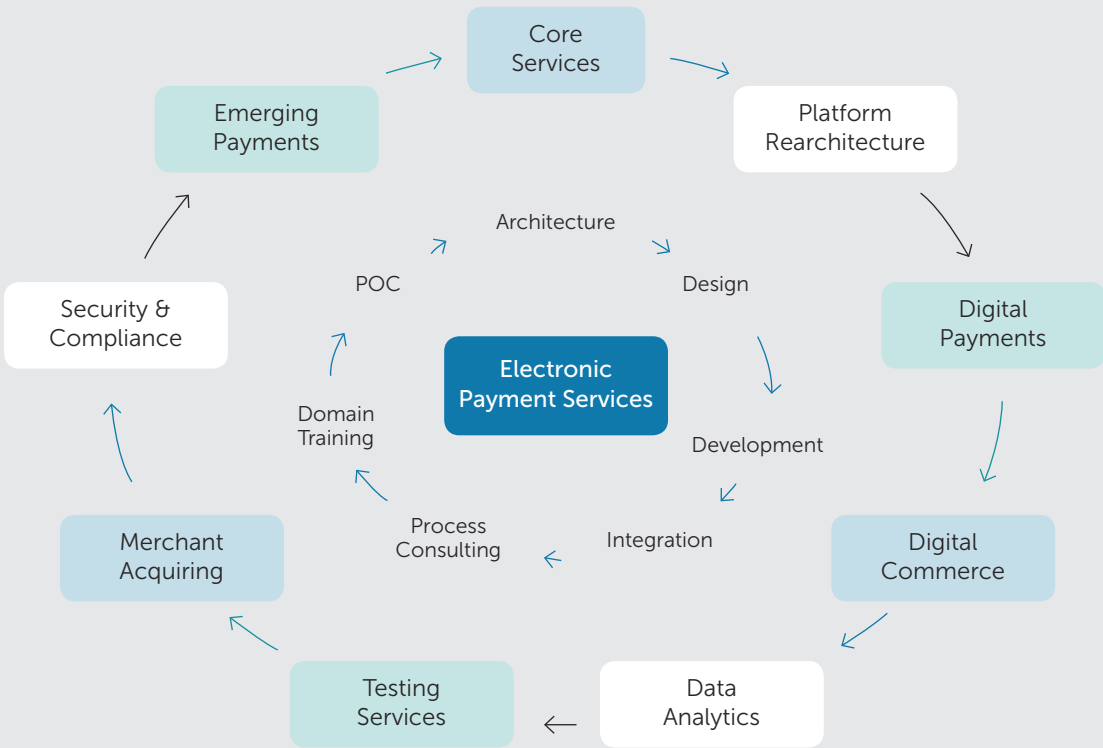 Core
Services
Emerging
Payments
Platform
Rearchitecture
Architecture
POC
Design
Security &
Compliance
Digital
Payments
Electronic
Payment Services
Domain
Training
Development
Process
Consulting
Integration
Merchant
Acquiring
Digital
Commerce
Testing
Services
Data
Analytics